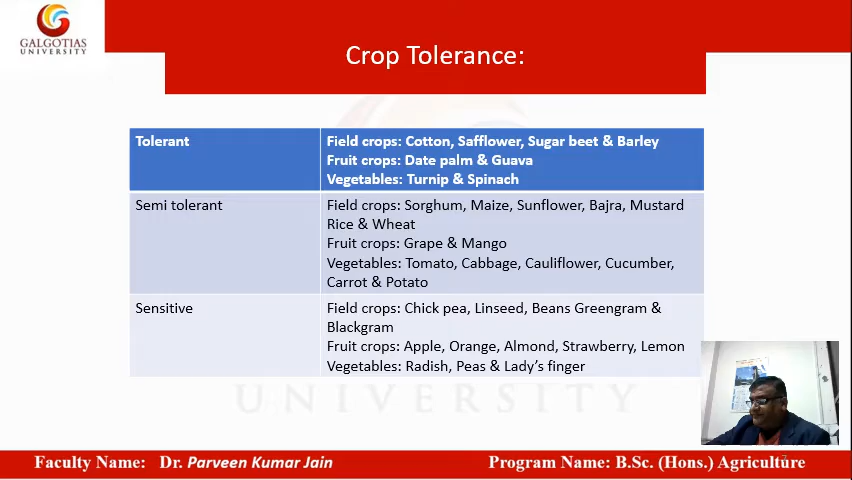 GALGOTIAS
UNIVERSITY
Crop Tolerance:
Tolerant
Field crops: Cotton, Safflower, Sugar beet & Barley
Fruit crops: Date palm & Guava
Vegetables: Turnip & Spinach
Semi tolerant
Field crops: Sorghum, Maize, Sunflower, Bajra, Mustard
Rice & Wheat
Fruit crops: Grape & Mango
Vegetables: Tomato, Cabbage, Cauliflower, Cucumber,
Carrot & Potato
Sensitive
Field crops: Chick pea, Linseed, Beans Greengram &
Blackgram
Fruit crops: Apple, Orange, Almond, Strawberry, Lemon
Vegetables: Radish, Peas & Lady's finger
UNIVERSITY
Faculty Name: Dr. Parveen Kumar Jain
Program Name: B.Sc. (Hons.) Agriculture